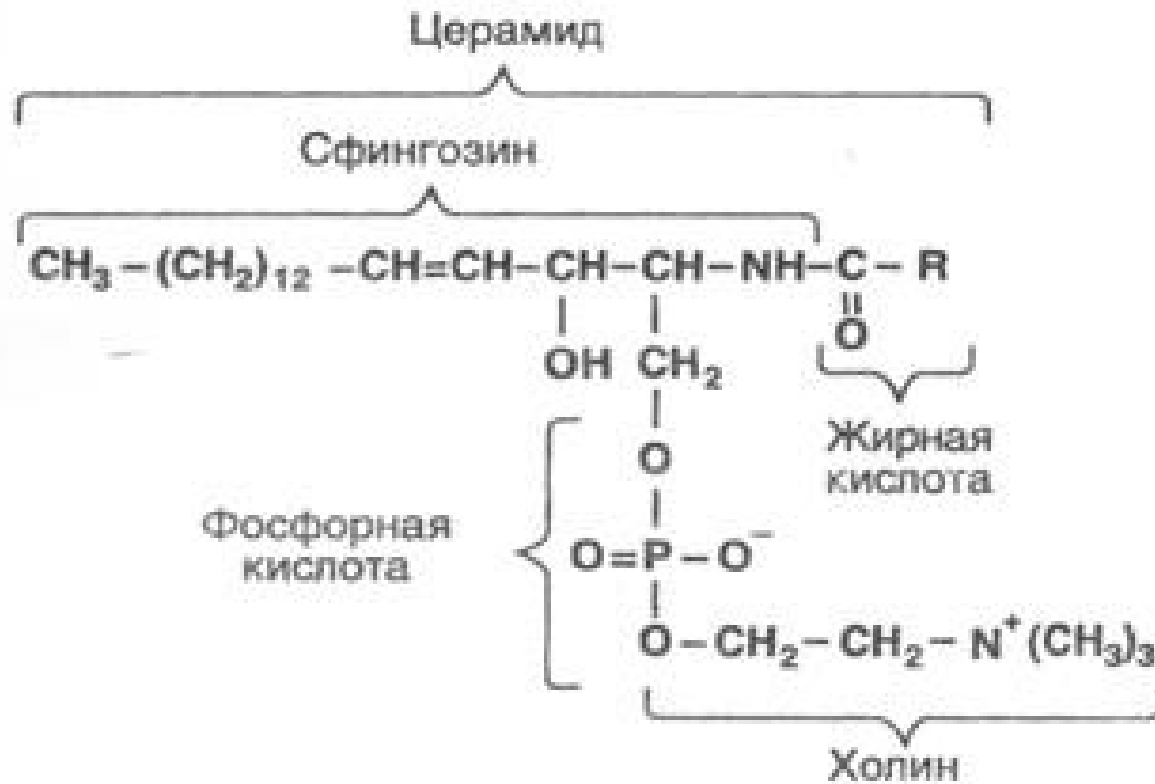 Церамид
Сфингозин
CH₃–(CH₂)₁₂–CH=CH–CH–CH–NH–C–R
O
OH CH₂
Жирная
кислота
O
Фосфорная
кислота
O=P–O⁻
O–CH₂–CH₂–N⁺(CH₃)₃
Холин